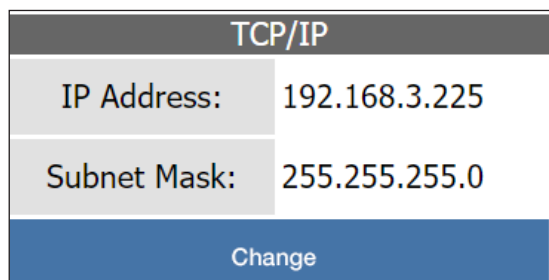 TCP/IP
IP Address: 192.168.3.225
Subnet Mask: 255.255.255.0
Change